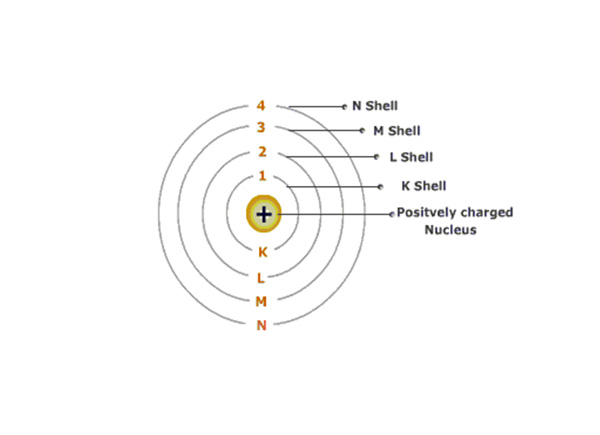 4
N Shell
3
M Shell
2
L Shell
1
K Shell
+
Positvely charged
Nucleus
K
L
M
N